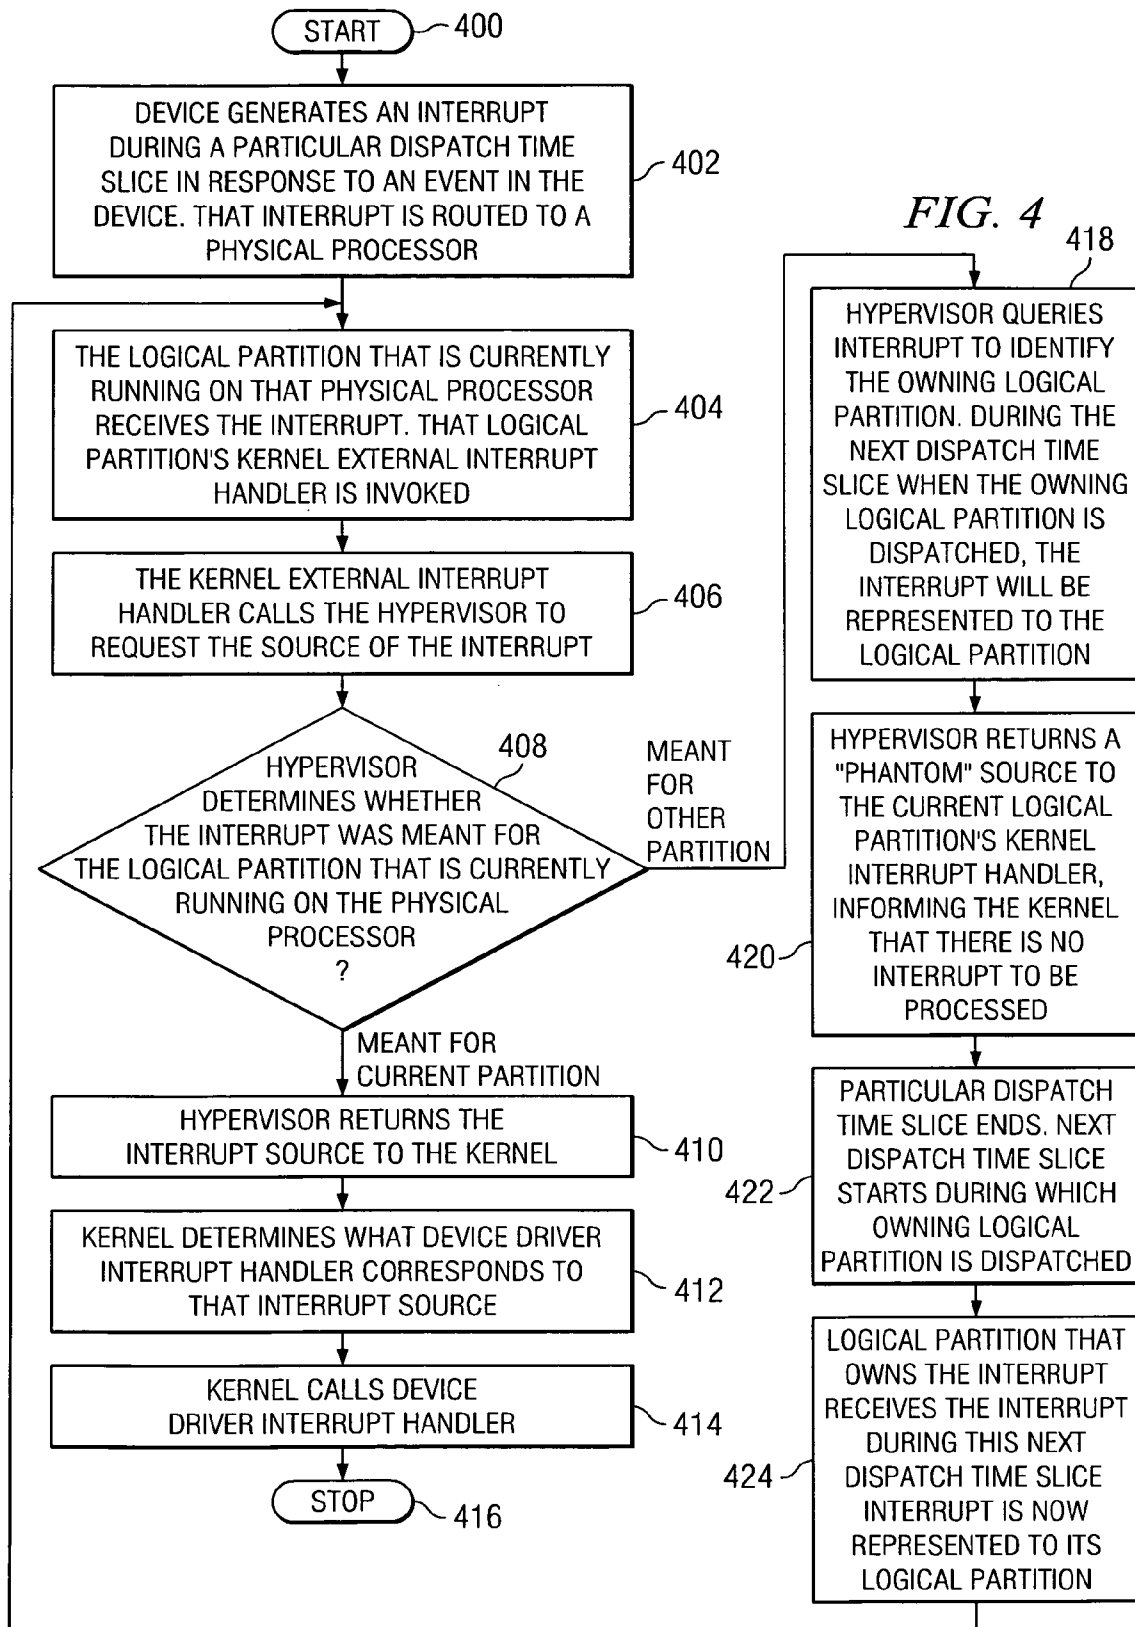 START
400
DEVICE GENERATES AN INTERRUPT
DURING A PARTICULAR DISPATCH TIME
SLICE IN RESPONSE TO AN EVENT IN THE
DEVICE. THAT INTERRUPT IS ROUTED TO A
PHYSICAL PROCESSOR
402
THE LOGICAL PARTITION THAT IS CURRENTLY
RUNNING ON THAT PHYSICAL PROCESSOR
RECEIVES THE INTERRUPT. THAT LOGICAL
PARTITION'S KERNEL EXTERNAL INTERRUPT
HANDLER IS INVOKED
404
THE KERNEL EXTERNAL INTERRUPT
HANDLER CALLS THE HYPERVISOR TO
REQUEST THE SOURCE OF THE INTERRUPT
406
408
HYPERVISOR
DETERMINES WHETHER
THE INTERRUPT WAS MEANT FOR
THE LOGICAL PARTITION THAT IS CURRENTLY
RUNNING ON THE PHYSICAL
PROCESSOR
?
MEANT
FOR
OTHER
PARTITION
MEANT FOR
CURRENT PARTITION
HYPERVISOR RETURNS THE
INTERRUPT SOURCE TO THE KERNEL
410
KERNEL DETERMINES WHAT DEVICE DRIVER
INTERRUPT HANDLER CORRESPONDS TO
THAT INTERRUPT SOURCE
412
KERNEL CALLS DEVICE
DRIVER INTERRUPT HANDLER
414
STOP
416
FIG. 4
418
HYPERVISOR QUERIES
INTERRUPT TO IDENTIFY
THE OWNING LOGICAL
PARTITION. DURING THE
NEXT DISPATCH TIME
SLICE WHEN THE OWNING
LOGICAL PARTITION IS
DISPATCHED, THE
INTERRUPT WILL BE
REPRESENTED TO THE
LOGICAL PARTITION
HYPERVISOR RETURNS A
"PHANTOM" SOURCE TO
THE CURRENT LOGICAL
PARTITION'S KERNEL
INTERRUPT HANDLER,
INFORMING THE KERNEL
THAT THERE IS NO
INTERRUPT TO BE
PROCESSED
420
PARTICULAR DISPATCH
TIME SLICE ENDS. NEXT
DISPATCH TIME SLICE
STARTS DURING WHICH
OWNING LOGICAL
PARTITION IS DISPATCHED
422
LOGICAL PARTITION THAT
OWNS THE INTERRUPT
RECEIVES THE INTERRUPT
DURING THIS NEXT
DISPATCH TIME SLICE
INTERRUPT IS NOW
REPRESENTED TO ITS
LOGICAL PARTITION
424